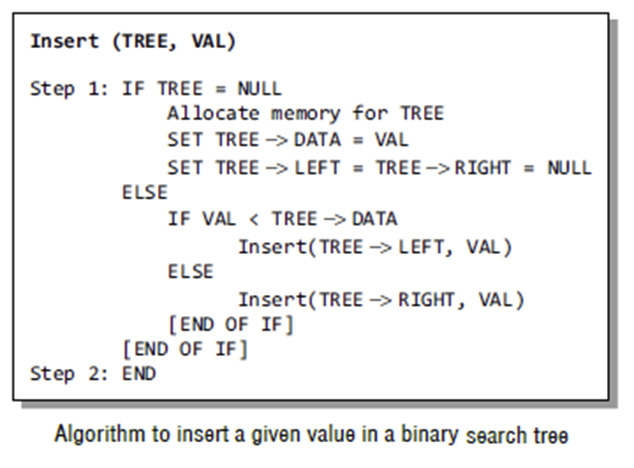 Insert (TREE, VAL)
Step 1: IF TREE = NULL
Allocate memory for TREE
SET TREE->DATA = VAL
SET TREE->LEFT = TREE->RIGHT = NULL
ELSE
IF VAL < TREE->DATA
Insert(TREE->LEFT, VAL)
ELSE
Insert(TREE->RIGHT, VAL)
[END OF IF]
[END OF IF]
Step 2: END
Algorithm to insert a given value in a binary search tree